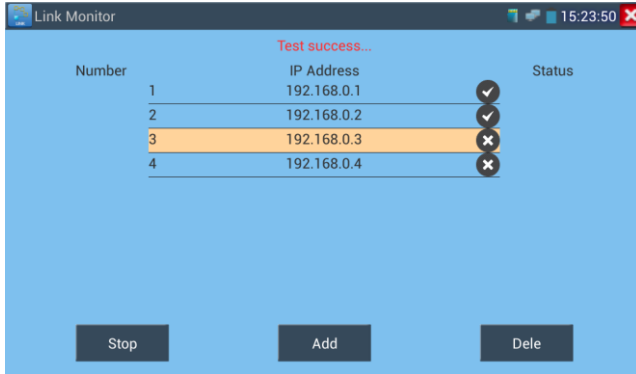 Link Monitor 15:23:50
Test success...
Number IP Address Status
1 192.168.0.1
2 192.168.0.2
3 192.168.0.3
4 192.168.0.4
Stop Add Dele